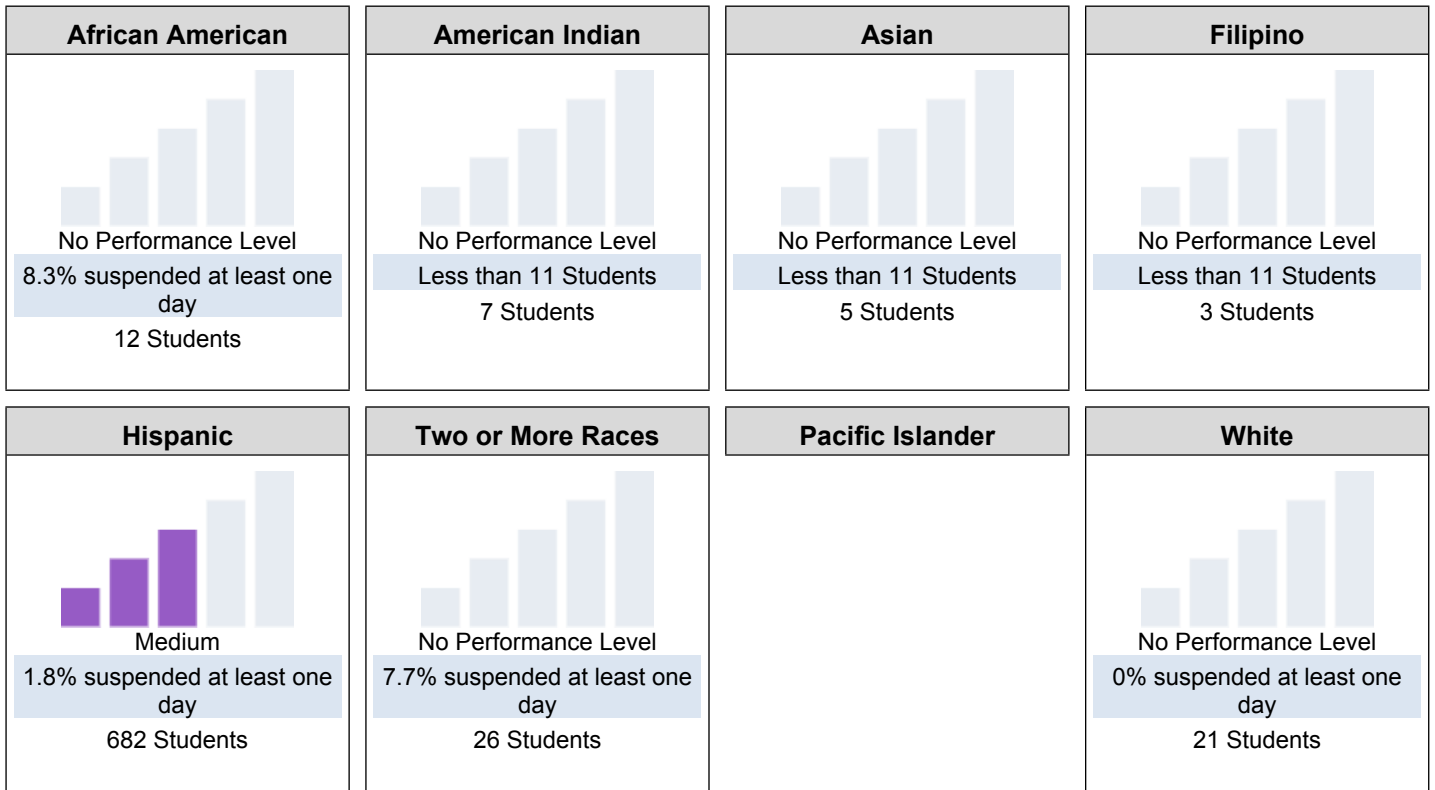 African American
No Performance Level
8.3% suspended at least one
day
12 Students
American Indian
No Performance Level
Less than 11 Students
7 Students
Asian
No Performance Level
Less than 11 Students
5 Students
Filipino
No Performance Level
Less than 11 Students
3 Students
Hispanic
Medium
1.8% suspended at least one
day
682 Students
Two or More Races
No Performance Level
7.7% suspended at least one
day
26 Students
Pacific Islander
White
No Performance Level
0% suspended at least one
day
21 Students